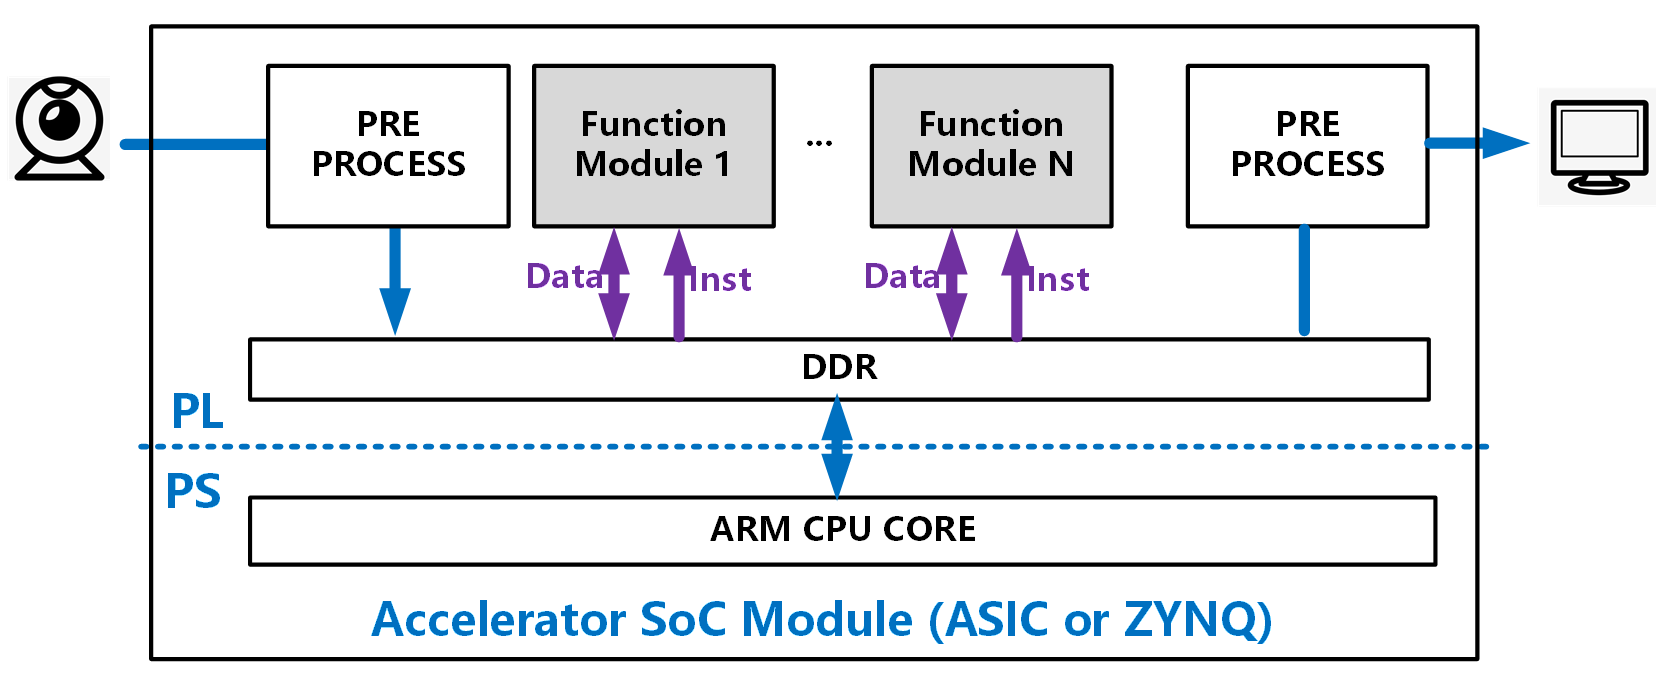 PRE
PROCESS
Function
Module 1
...
Function
Module N
PRE
PROCESS
Data
Inst
Data
Inst
DDR
PL
PS
ARM CPU CORE
Accelerator SoC Module (ASIC or ZYNQ)